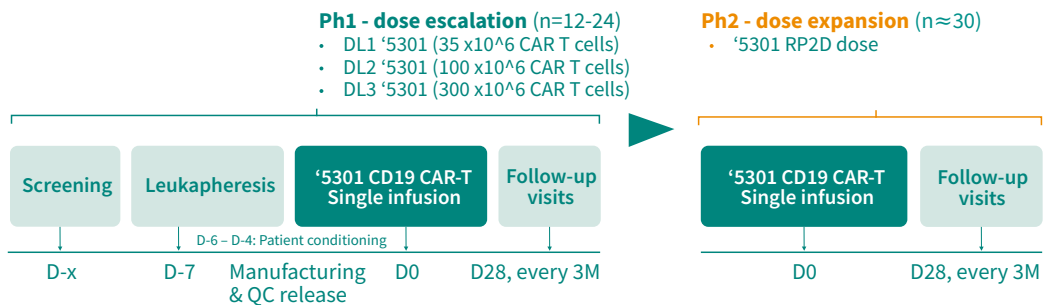 Ph1 - dose escalation (n=12-24)
• DL1 ‘5301 (35 x10^6 CAR T cells)
• DL2 ‘5301 (100 x10^6 CAR T cells)
• DL3 ‘5301 (300 x10^6 CAR T cells)
Ph2 - dose expansion (n≈30)
• ‘5301 RP2D dose
Screening
Leukapheresis
‘5301 CD19 CAR-T
Single infusion
Follow-up
visits
‘5301 CD19 CAR-T
Single infusion
Follow-up
visits
D-6 – D-4: Patient conditioning
D-x
D-7
Manufacturing
& QC release
D0
D28, every 3M
D0
D28, every 3M